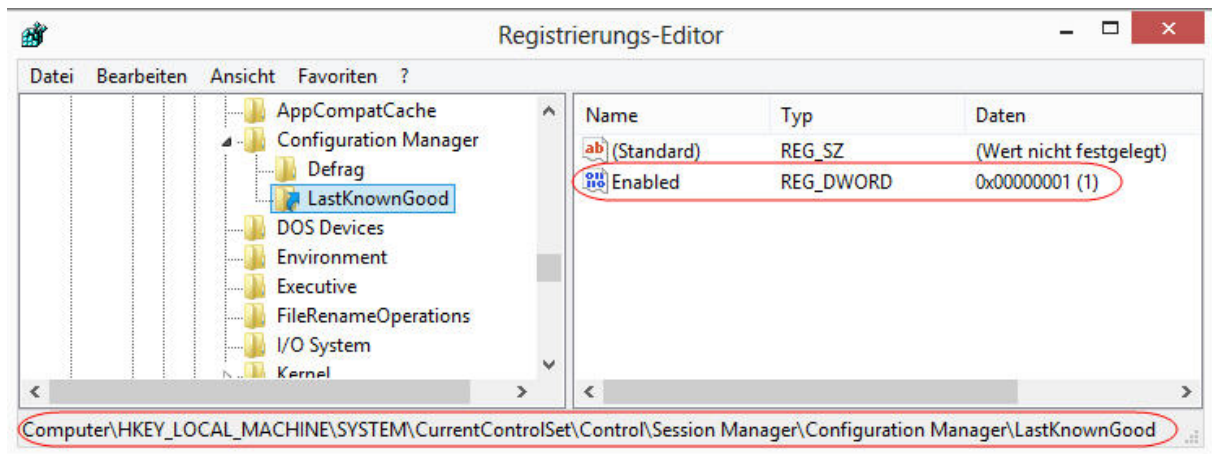 Registrierungs-Editor
Datei Bearbeiten Ansicht Favoriten ?
AppCompatCache
Configuration Manager
Defrag
LastKnownGood
DOS Devices
Environment
Executive
FileRenameOperations
I/O System
Kernel
Name Typ Daten
(Standard) REG_SZ (Wert nicht festgelegt)
Enabled REG_DWORD 0x00000001 (1)
Computer\HKEY_LOCAL_MACHINE\SYSTEM\CurrentControlSet\Control\Session Manager\Configuration Manager\LastKnownGood